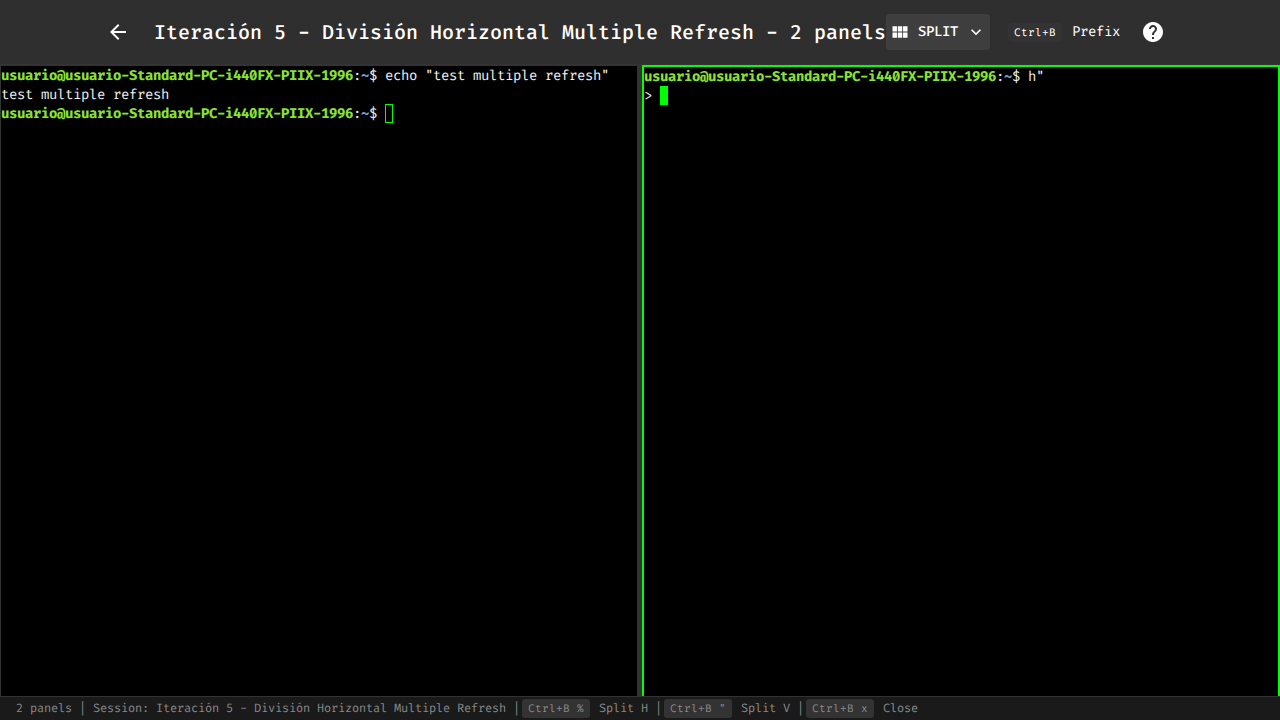 Iteración 5 - División Horizontal Multiple Refresh - 2 panels
SPLIT
Ctrl+B Prefix
usuario@usuario-Standard-PC-i440FX-PIIX-1996:~$ echo "test multiple refresh"
test multiple refresh
usuario@usuario-Standard-PC-i440FX-PIIX-1996:~$
usuario@usuario-Standard-PC-i440FX-PIIX-1996:~$ h"
>
2 panels | Session: Iteración 5 - División Horizontal Multiple Refresh | Ctrl+B % Split H | Ctrl+B " Split V | Ctrl+B x Close